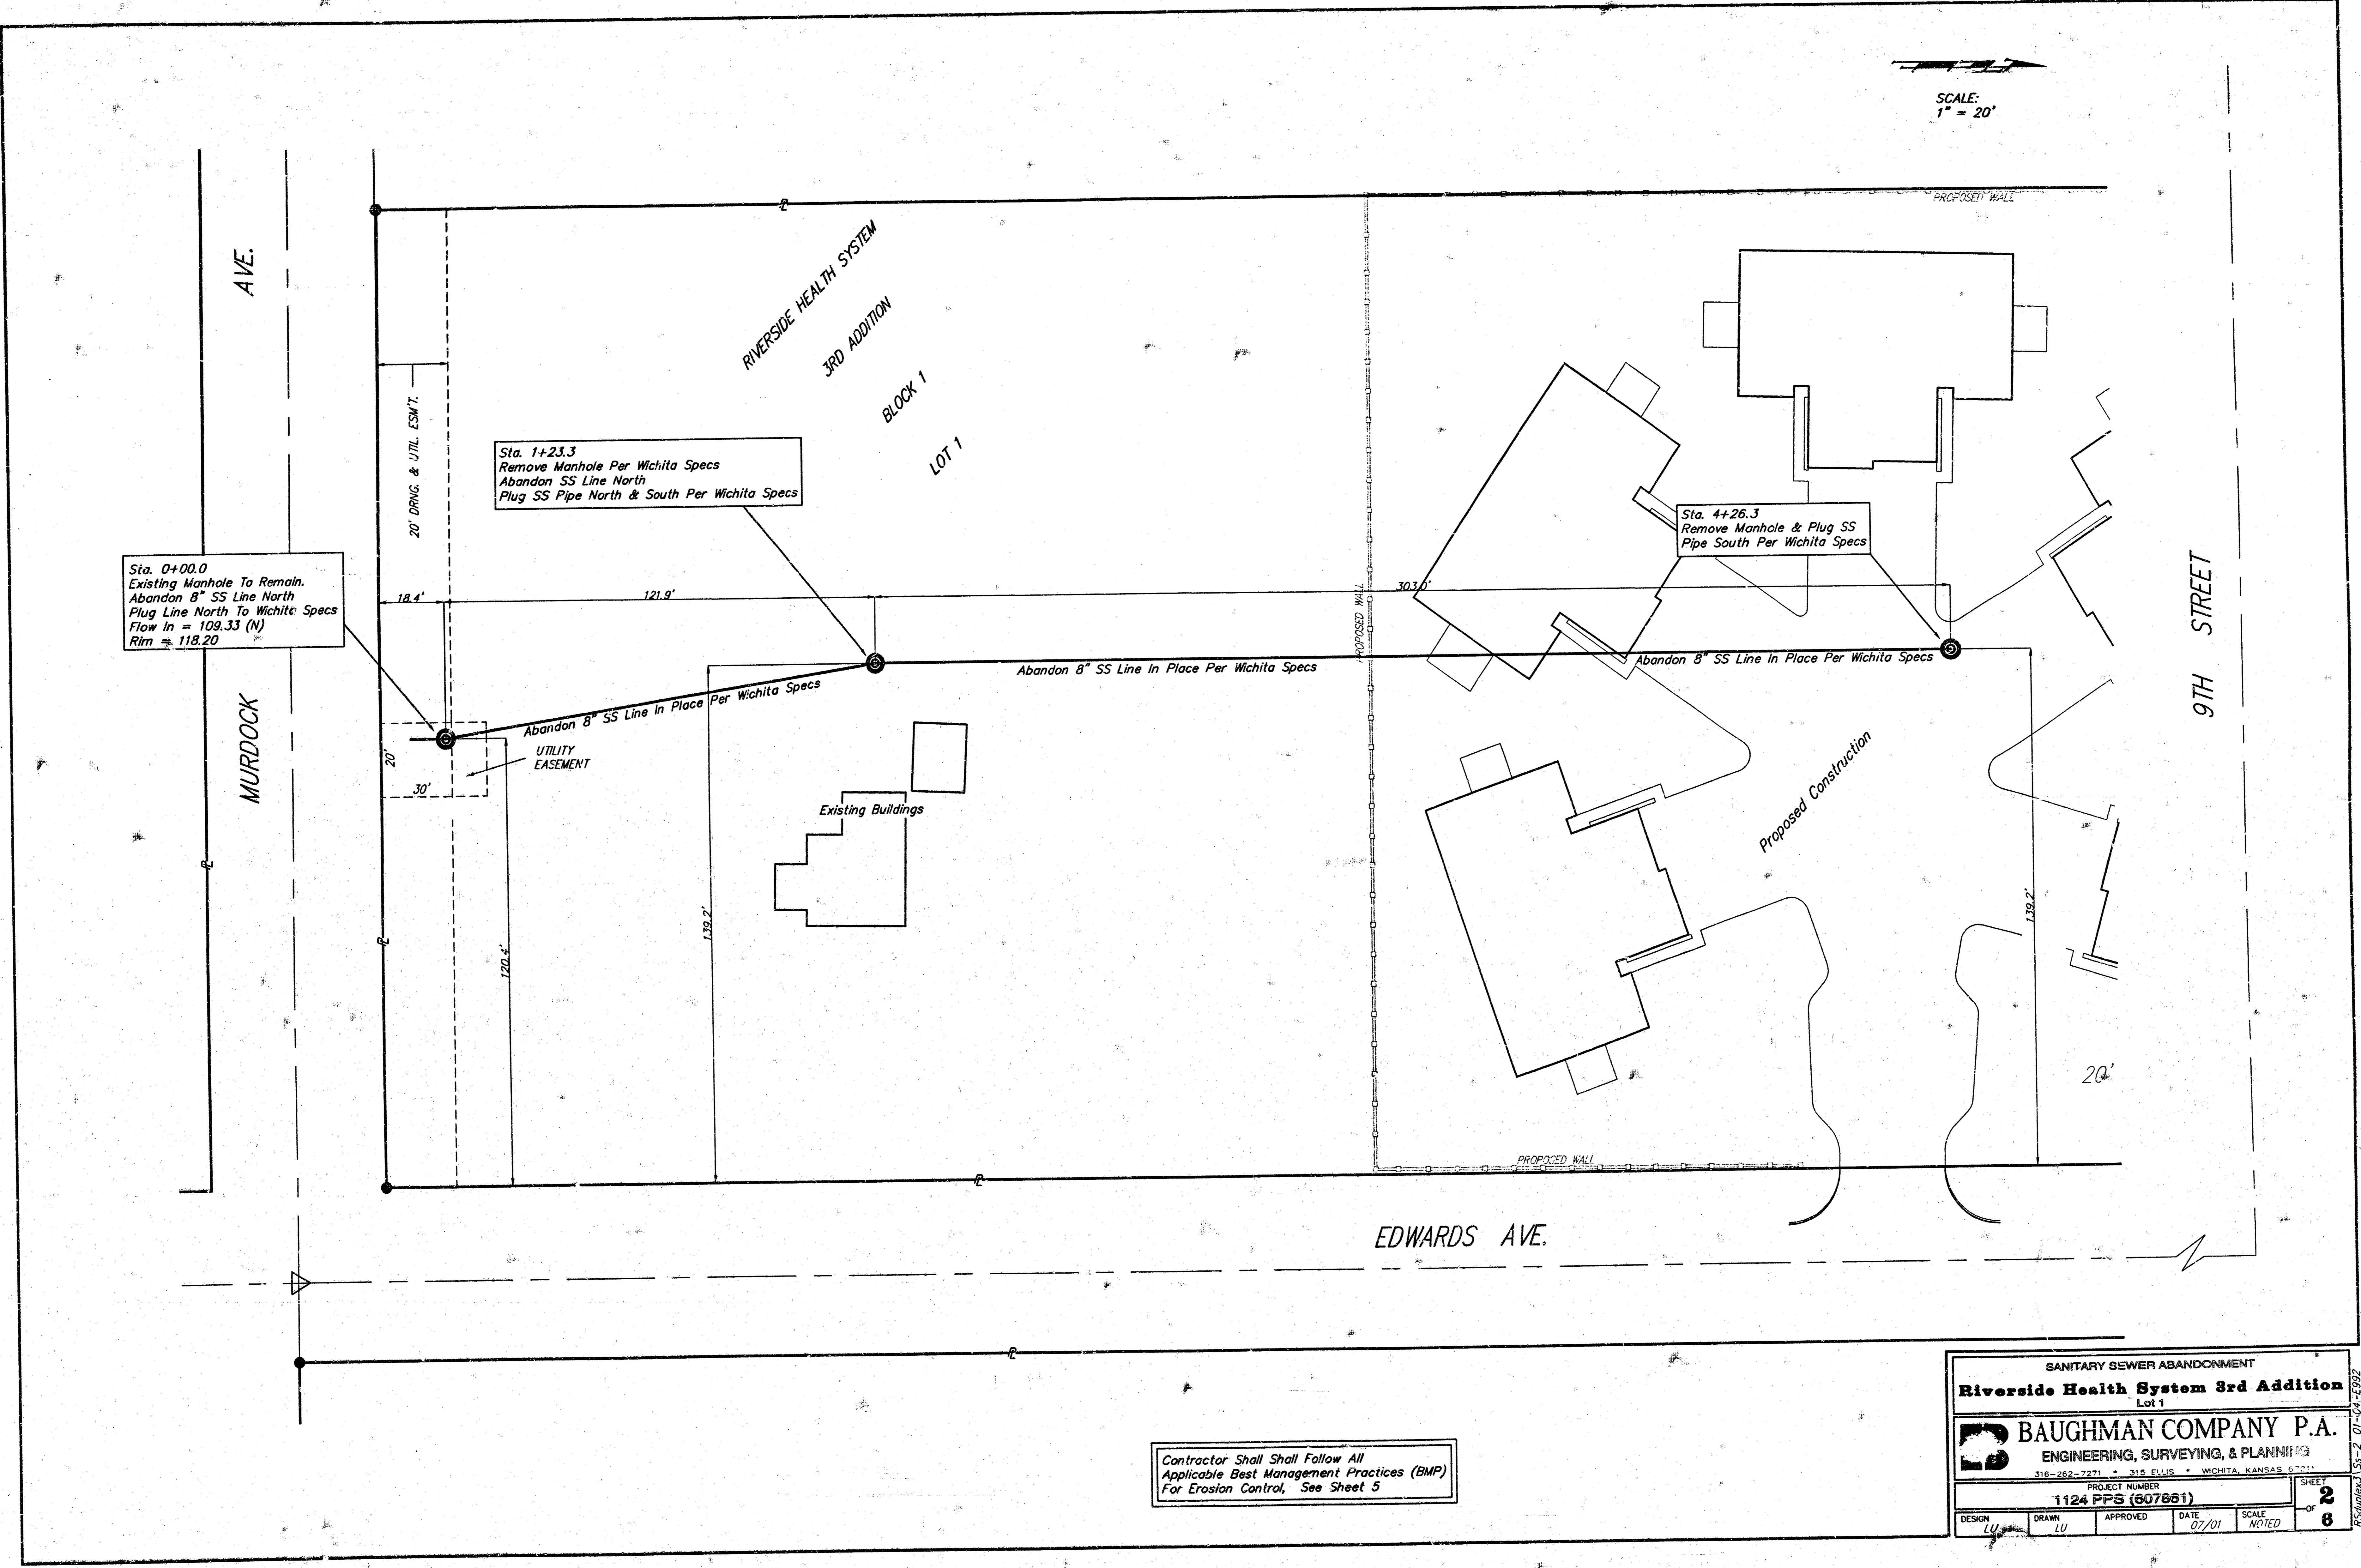 SCALE:
1" = 20'
PROPOSED WALL
AVE.
MURDOCK
20' DRNG. & UTIL. ESM'T.
RIVERSIDE HEALTH SYSTEM
3RD ADDITION
BLOCK 1
LOT 1
Sta. 1+23.3
Remove Manhole Per Wichita Specs
Abandon SS Line North
Plug SS Pipe North & South Per Wichita Specs
Sta. 4+26.3
Remove Manhole & Plug SS
Pipe South Per Wichita Specs
Sta. 0+00.0
Existing Manhole To Remain.
Abandon 8" SS Line North
Plug Line North To Wichita Specs
Flow In = 109.33 (N)
Rim = 118.20
18.4'
121.9'
303.0'
PROPOSED WALL
9TH STREET
Abandon 8" SS Line In Place Per Wichita Specs
Abandon 8" SS Line In Place Per Wichita Specs
Abandon 8" SS Line In Place Per Wichita Specs
UTILITY
EASEMENT
20'
30'
Existing Buildings
Proposed Construction
120.4'
139.2'
139.2'
20'
PROPOSED WALL
EDWARDS AVE.
Contractor Shall Shall Follow All
Applicable Best Management Practices (BMP)
For Erosion Control, See Sheet 5
SANITARY SEWER ABANDONMENT
Riverside Health System 3rd Addition
Lot 1
BAUGHMAN COMPANY P.A.
ENGINEERING, SURVEYING, & PLANNING
316-262-7271 * 315 ELLIS * WICHITA, KANSAS
PROJECT NUMBER
1124 PPS (607861)
SHEET
2
OF
6
DESIGN
LU
DRAWN
LU
APPROVED
DATE
07/01
SCALE
NOTED
01-04-E992